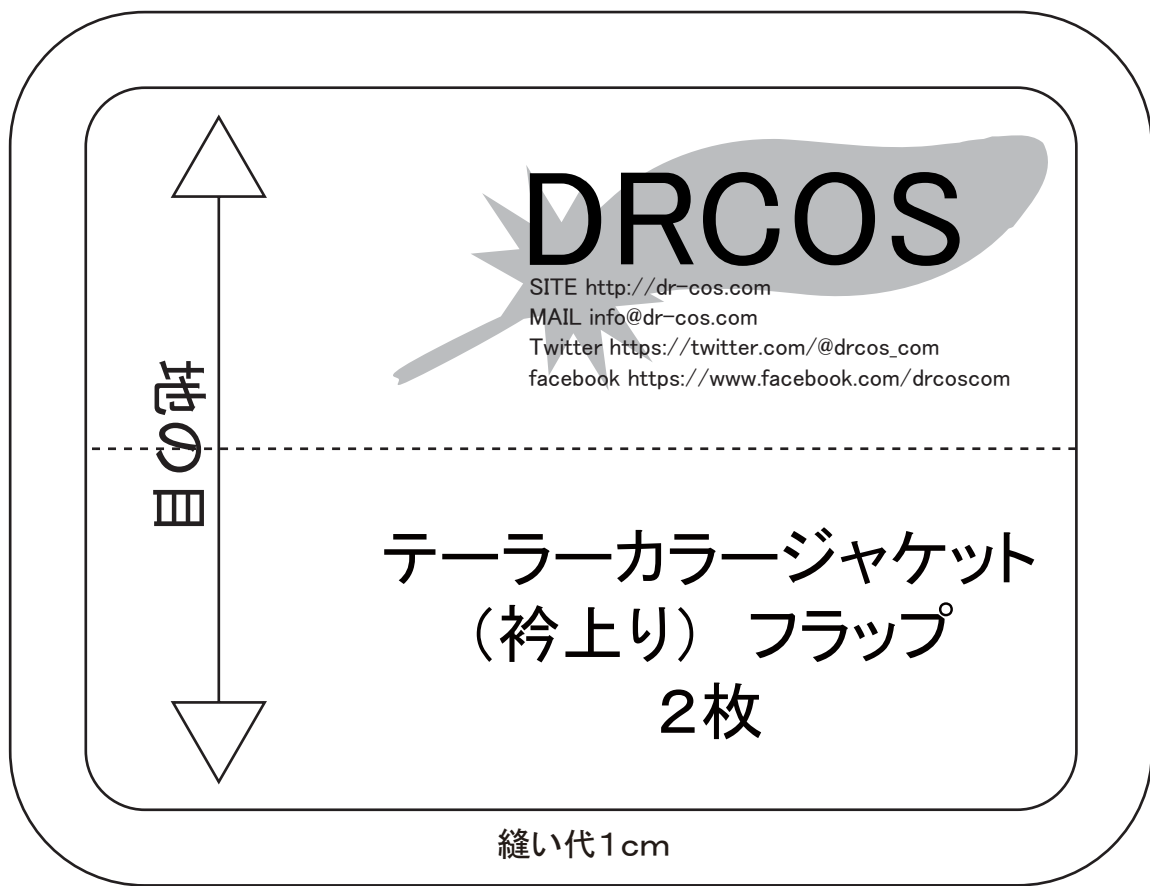 DRCOS
SITE http://dr-cos.com
MAIL info@dr-cos.com
Twitter https://twitter.com/@drcos_com
facebook https://www.facebook.com/drcoscom
地の目
テーラーカラージャケット
（衿上り）　フラップ
２枚
縫い代１cm